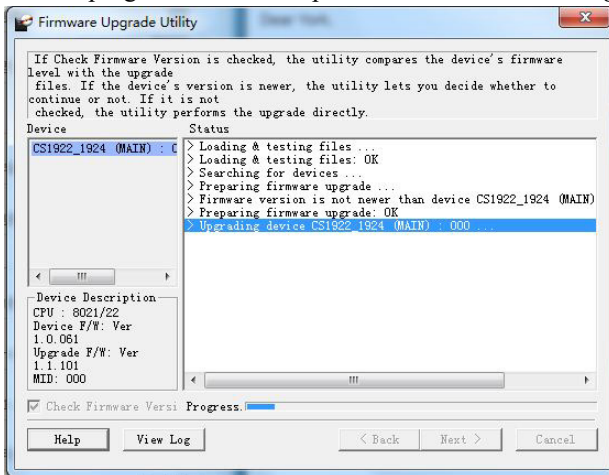 Firmware Upgrade Utility
If Check Firmware Version is checked, the utility compares the device's firmware
level with the upgrade
files. If the device's version is newer, the utility lets you decide whether to
continue or not. If it is not
checked, the utility performs the upgrade directly.
Device
CS1922_1924 (MAIN) : 0
Status
> Loading & testing files ...
> Loading & testing files: OK
> Searching for devices ...
> Preparing firmware upgrade ...
> Firmware version is not newer than device CS1922_1924 (MAIN)
> Preparing firmware upgrade: OK
> Upgrading device CS1922_1924 (MAIN) : 000 ...
Device Description
CPU : 8021/22
Device F/W: Ver
1.0.061
Upgrade F/W: Ver
1.1.101
MID: 000
Check Firmware Versi
Progress.
Help
View Log
< Back
Next >
Cancel